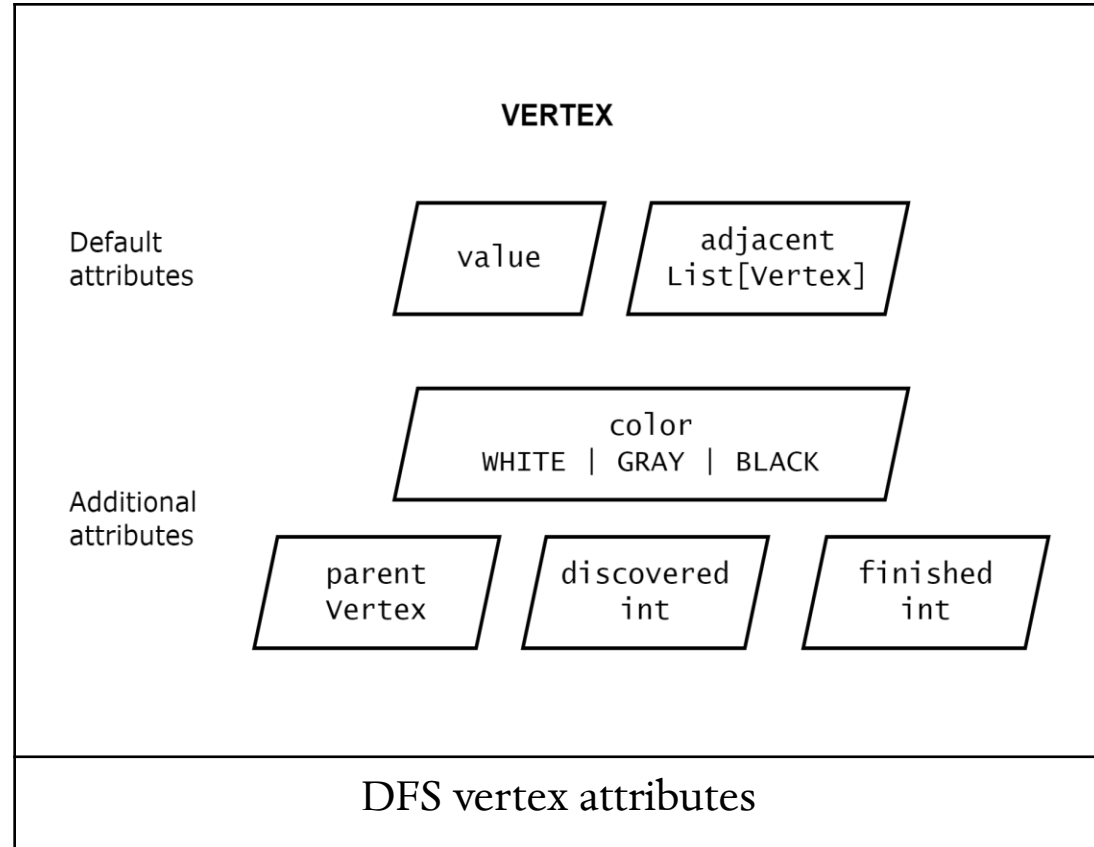 VERTEX
Default
attributes
value
adjacent
List[Vertex]
Additional
attributes
color
WHITE | GRAY | BLACK
parent
Vertex
discovered
int
finished
int
DFS vertex attributes